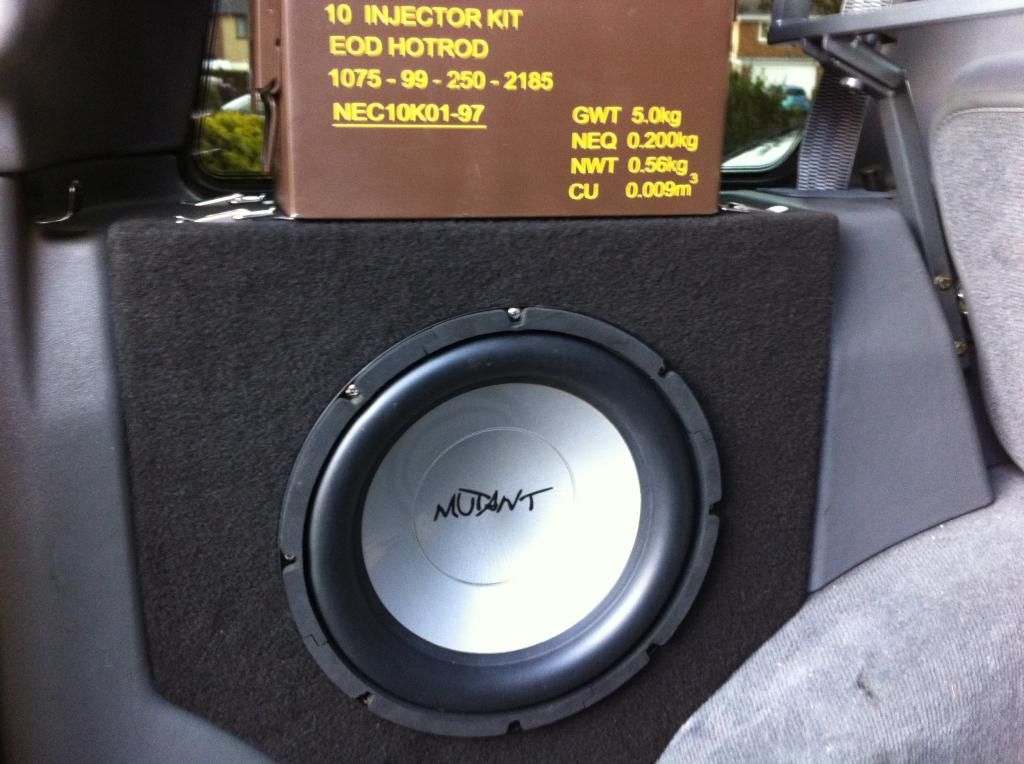 10 INJECTOR KIT
EOD HOTROD
1075 - 99 - 250 - 2185
NEC10K01-97
GWT 5.0kg
NEQ 0.200kg
NWT 0.56kg
CU 0.009m³
MUTANT